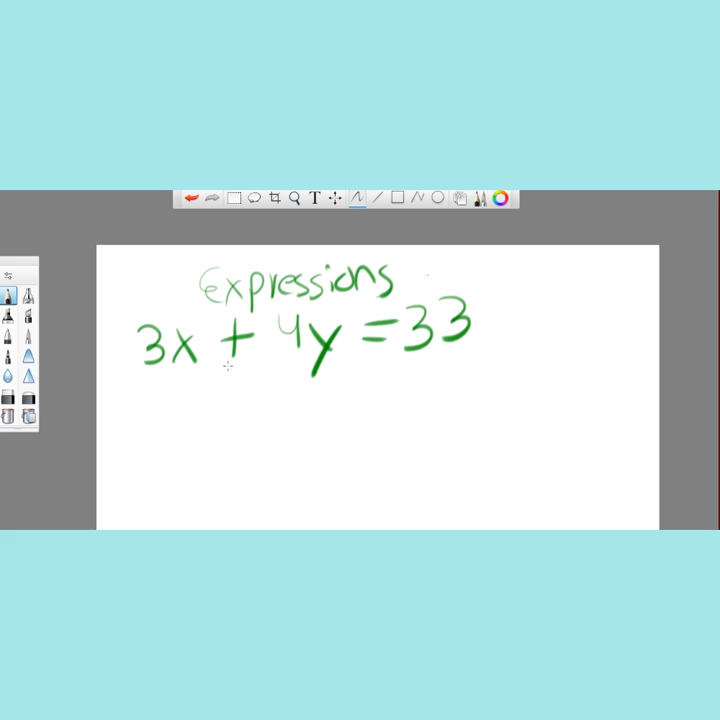 expressions
3x + 4y = 33